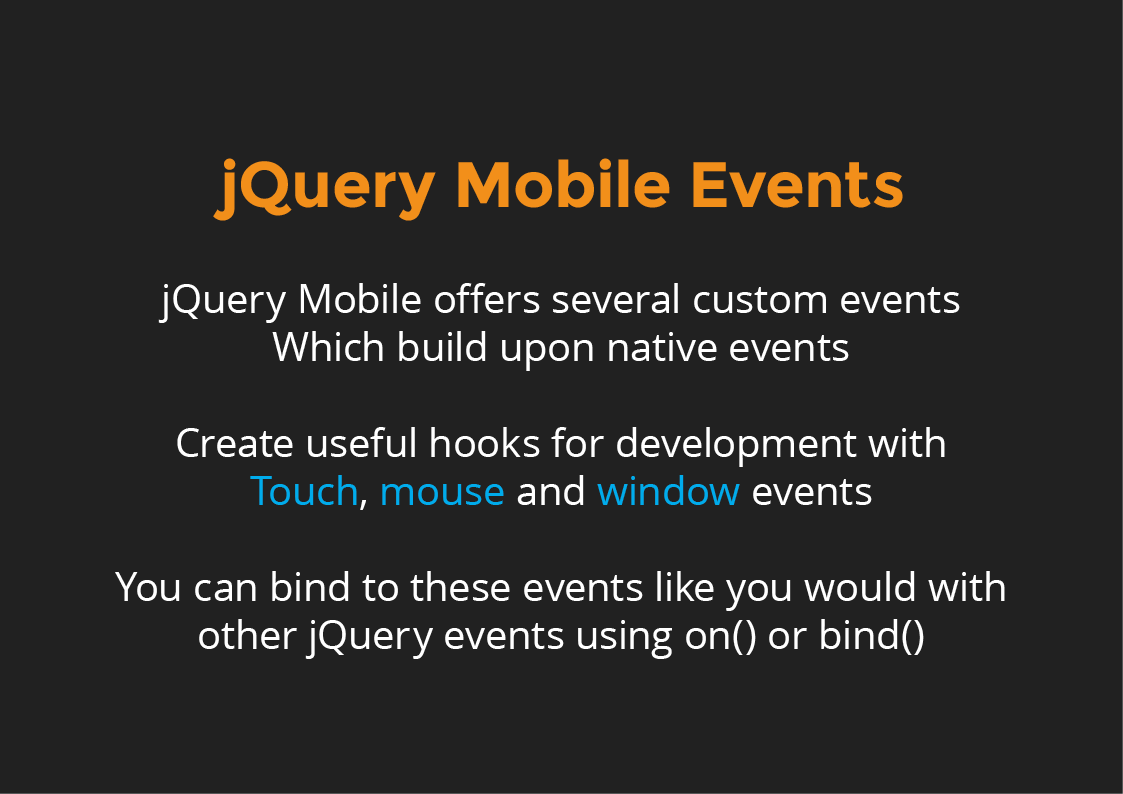 jQuery Mobile Events
jQuery Mobile offers several custom events
Which build upon native events
Create useful hooks for development with
Touch, mouse and window events
You can bind to these events like you would with
other jQuery events using on() or bind()